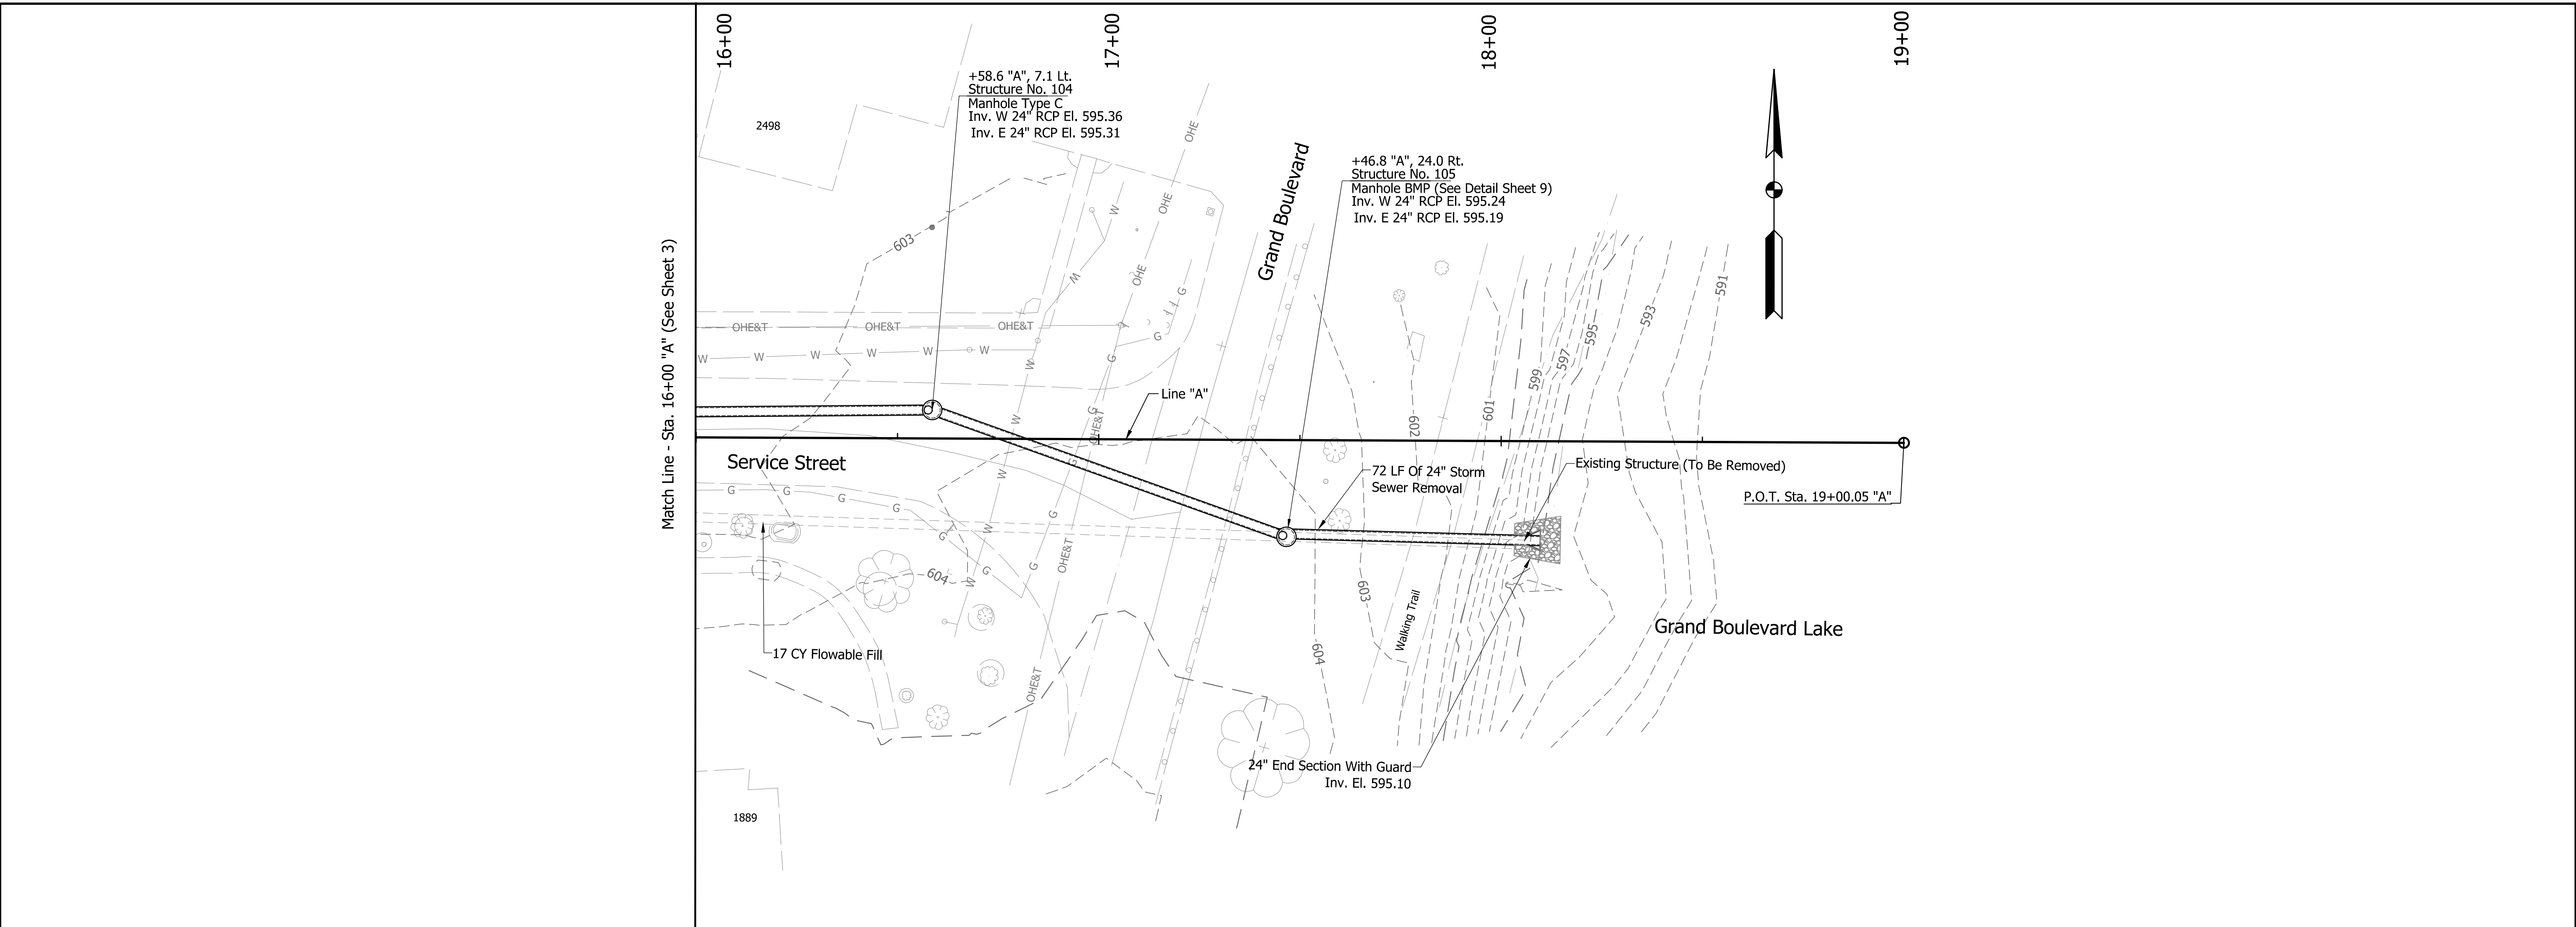 16+00
17+00
18+00
19+00
+58.6 "A", 7.1 Lt.
Structure No. 104
Manhole Type C
Inv. W 24" RCP El. 595.36
Inv. E 24" RCP El. 595.31
2498
OHE
Grand Boulevard
+46.8 "A", 24.0 Rt.
Structure No. 105
Manhole BMP (See Detail Sheet 9)
Inv. W 24" RCP El. 595.24
Inv. E 24" RCP El. 595.19
OHE
W
603
W
OHE
G
591
593
595
597
599
601
602
Match Line - Sta. 16+00 "A" (See Sheet 3)
OHE&T
OHE&T
OHE&T
G
W
W
W
W
W
W
W
G
Line "A"
G
W
OHE&T
Service Street
G
W
72 LF Of 24" Storm
Sewer Removal
Existing Structure (To Be Removed)
P.O.T. Sta. 19+00.05 "A"
G
G
G
G
G
W
G
OHE&T
G
G
604
W
603
Walking Trail
604
Grand Boulevard Lake
17 CY Flowable Fill
OHE&T
24" End Section With Guard
Inv. El. 595.10
1889